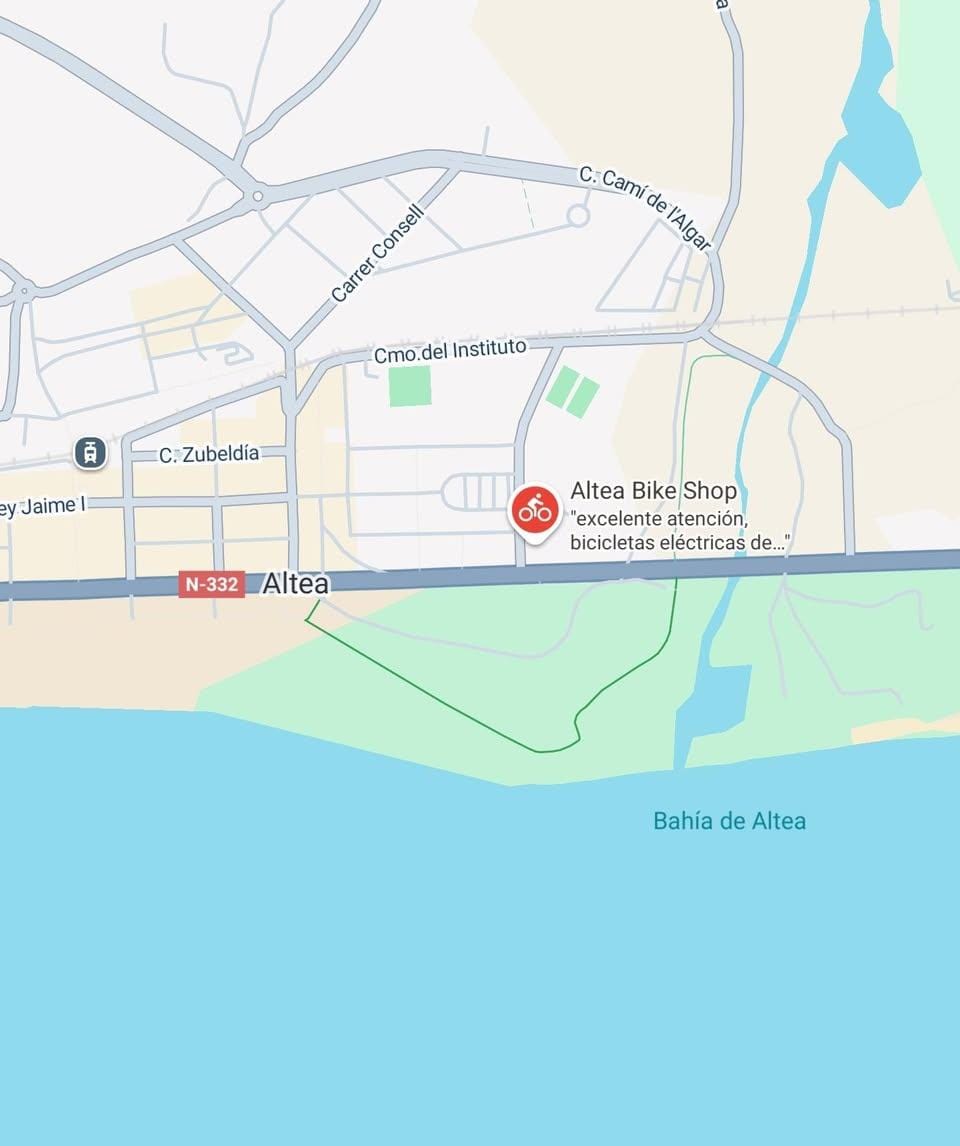 a
C. Camí de l'Algar
Carrer Consell
Cmo.del Instituto
C. Zubeldía
Altea Bike Shop
"excelente atención,
bicicletas eléctricas de…"
ey Jaime I
N-332
Altea
Bahía de Altea